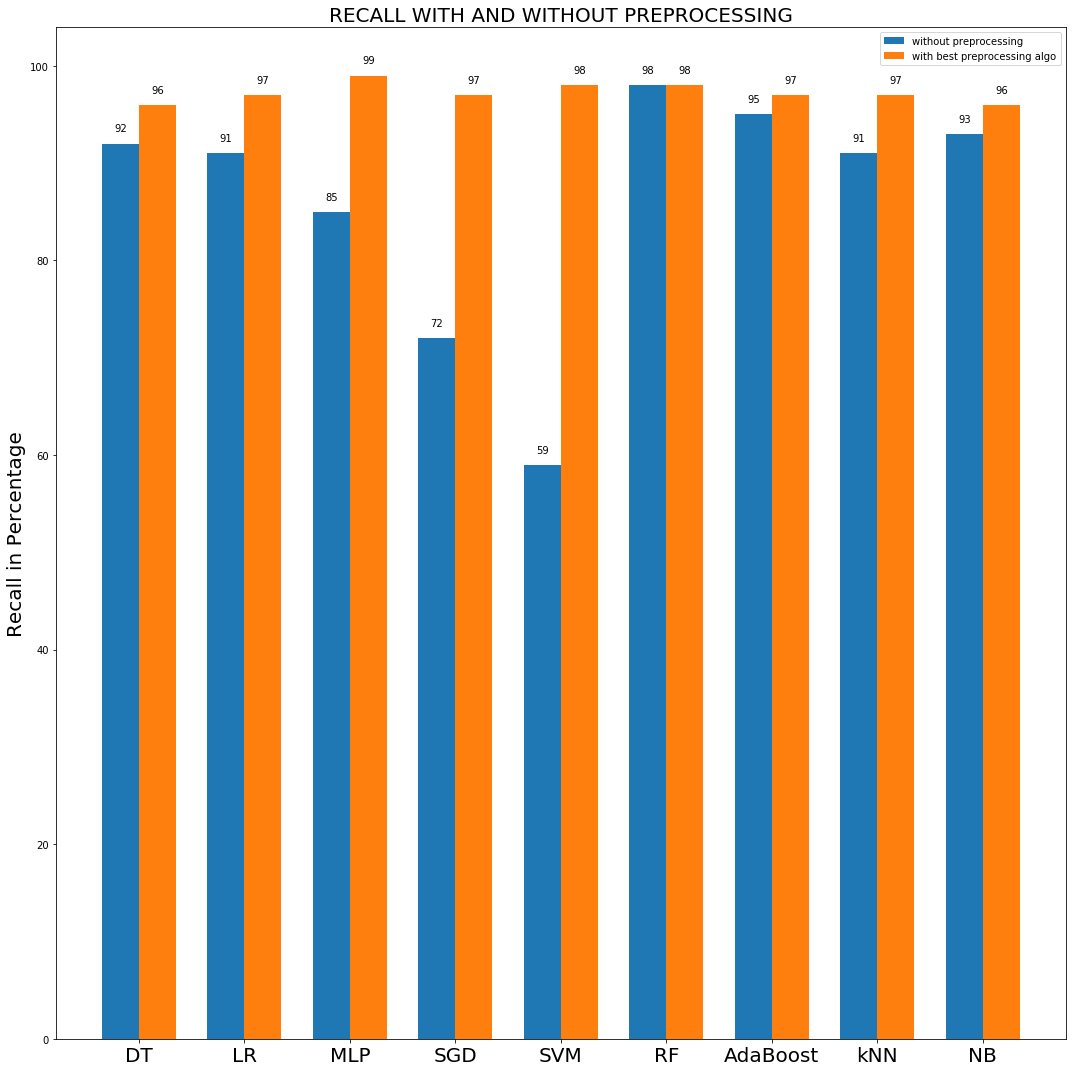 RECALL WITH AND WITHOUT PREPROCESSING
without preprocessing
with best preprocessing algo
Recall in Percentage
100
80
60
40
20
0
92
96
91
97
85
99
72
97
59
98
98
98
95
97
91
97
93
96
DT
LR
MLP
SGD
SVM
RF
AdaBoost
kNN
NB